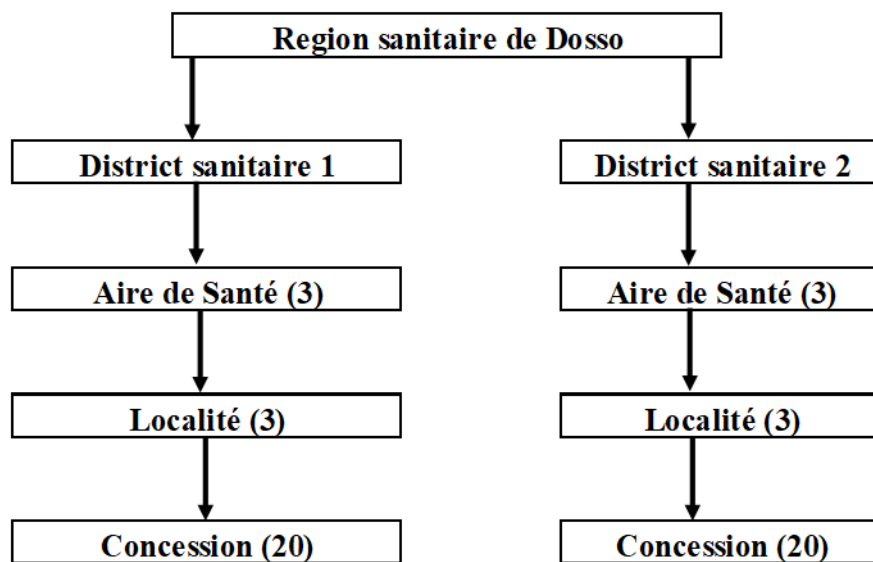 Region sanitaire de Dosso
District sanitaire 1
District sanitaire 2
Aire de Santé (3)
Aire de Santé (3)
Localité (3)
Localité (3)
Concession (20)
Concession (20)